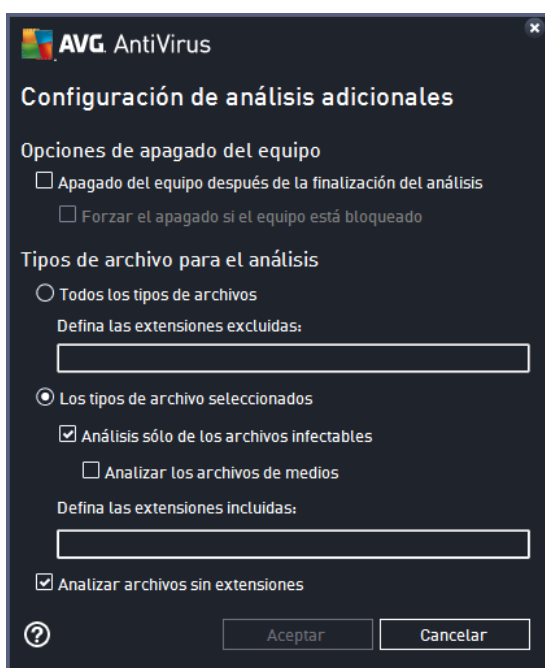 AVG. AntiVirus
Configuración de análisis adicionales
Opciones de apagado del equipo
Apagado del equipo después de la finalización del análisis
Forzar el apagado si el equipo está bloqueado
Tipos de archivo para el análisis
Todos los tipos de archivos
Defina las extensiones excluidas:
Los tipos de archivo seleccionados
Análisis sólo de los archivos infectables
Analizar los archivos de medios
Defina las extensiones incluidas:
Analizar archivos sin extensiones
? Aceptar Cancelar